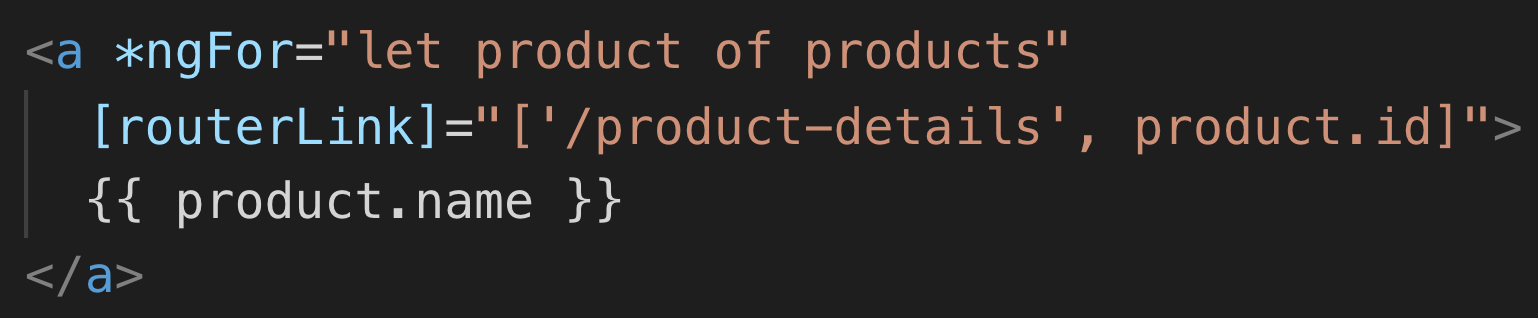 <a *ngFor="let product of products"
  [routerLink]="['/product-details', product.id]">
  {{ product.name }}
</a>